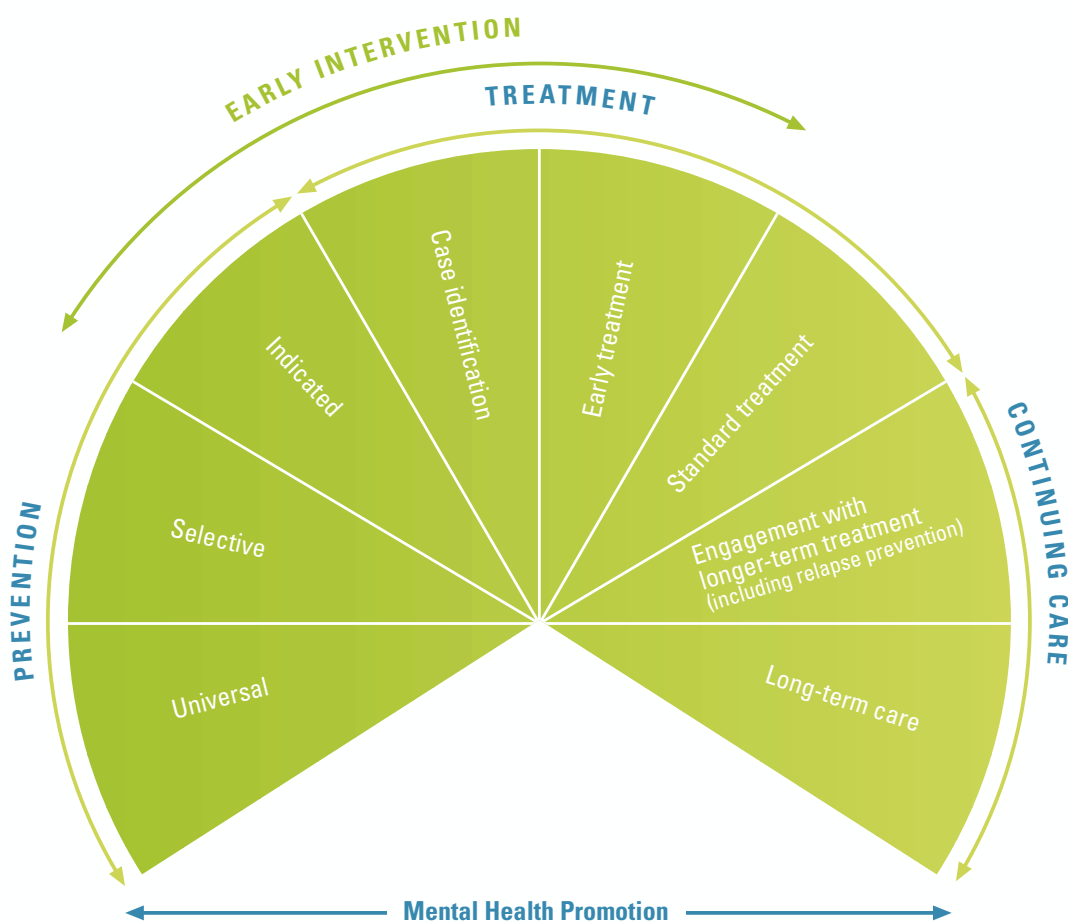 EARLY INTERVENTION
TREATMENT
PREVENTION
CONTINUING CARE
Universal
Selective
Indicated
Case identification
Early treatment
Standard treatment
Engagement with
longer-term treatment
(including relapse prevention)
Long-term care
Mental Health Promotion